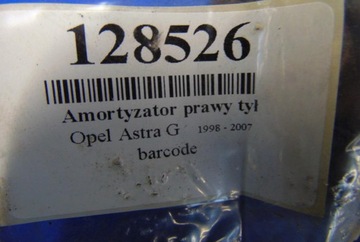 128526
Amortyzator prawy tył
Opel Astra G 1998 - 2007
barcode